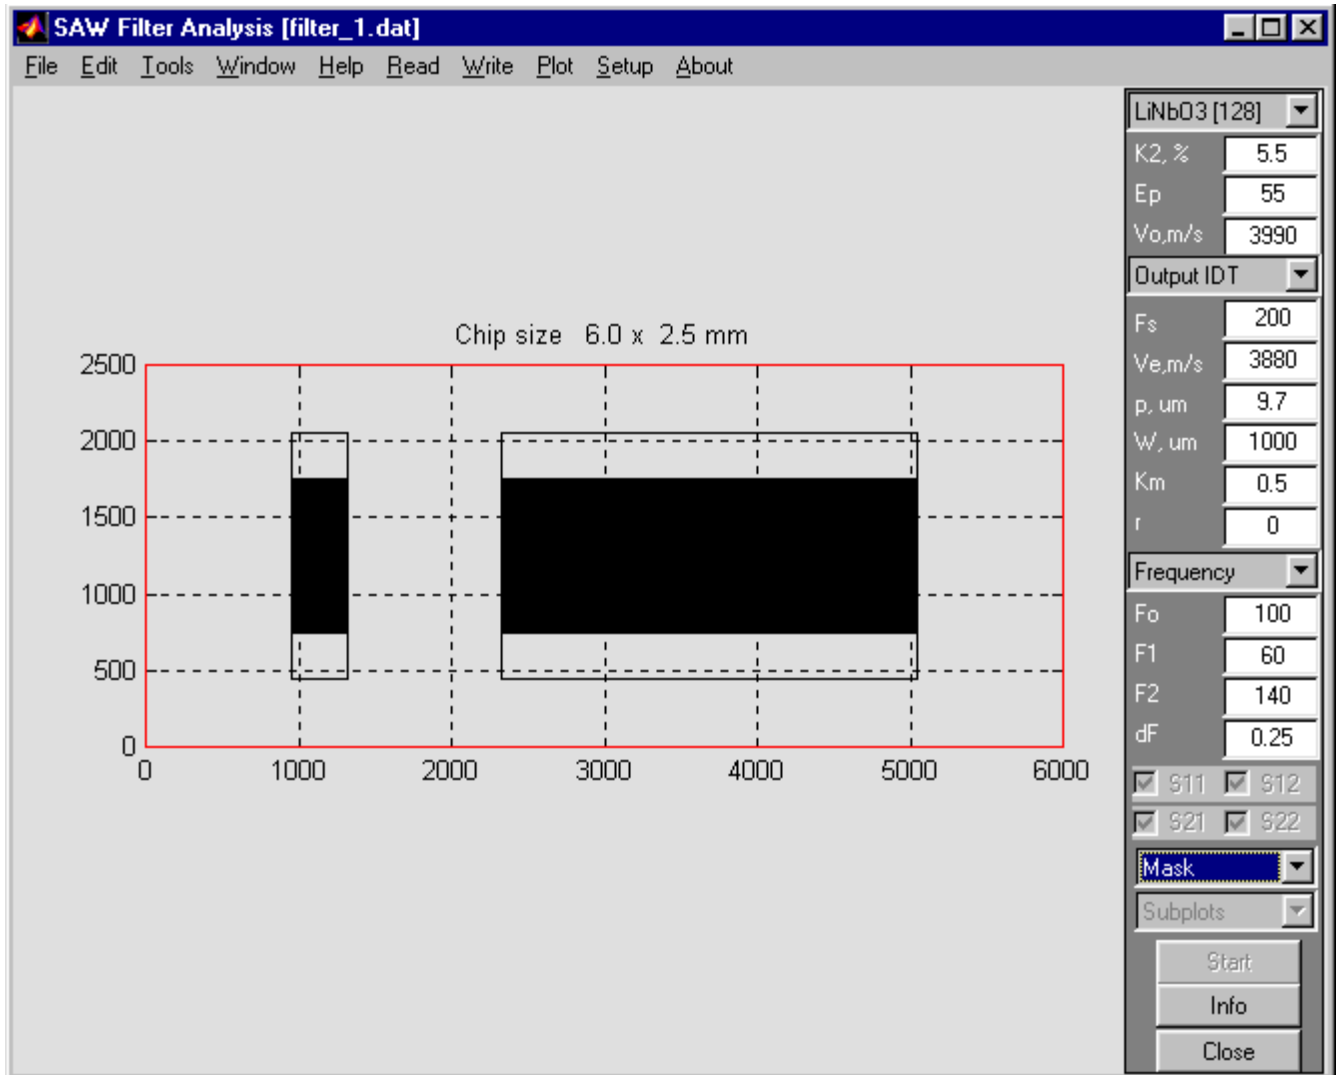 SAW Filter Analysis [filter_1.dat]
File Edit Tools Window Help Read Write Plot Setup About
Chip size 6.0 x 2.5 mm
2500
2000
1500
1000
500
0
0 1000 2000 3000 4000 5000 6000
LiNbO3 [128]
K2, % 5.5
Ep 55
Vo,m/s 3990
Output IDT
Fs 200
Ve,m/s 3880
p, um 9.7
W, um 1000
Km 0.5
r 0
Frequency
Fo 100
F1 60
F2 140
dF 0.25
S11 S12
S21 S22
Mask
Subplots
Start
Info
Close